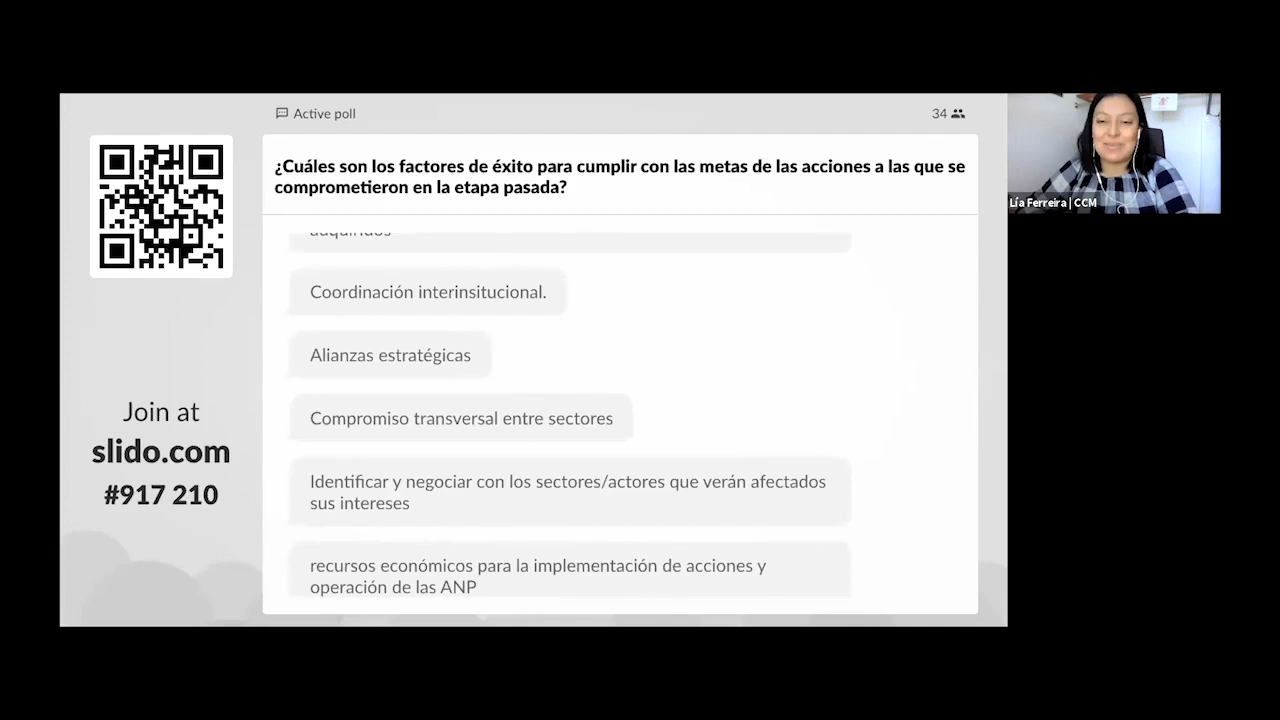 Active poll
34
¿Cuáles son los factores de éxito para cumplir con las metas de las acciones a las que se
comprometieron en la etapa pasada?
adquiridos
Coordinación interinsitucional.
Alianzas estratégicas
Compromiso transversal entre sectores
Identificar y negociar con los sectores/actores que verán afectados
sus intereses
recursos económicos para la implementación de acciones y
operación de las ANP
Join at
slido.com
#917 210
Lía Ferreira | CCM